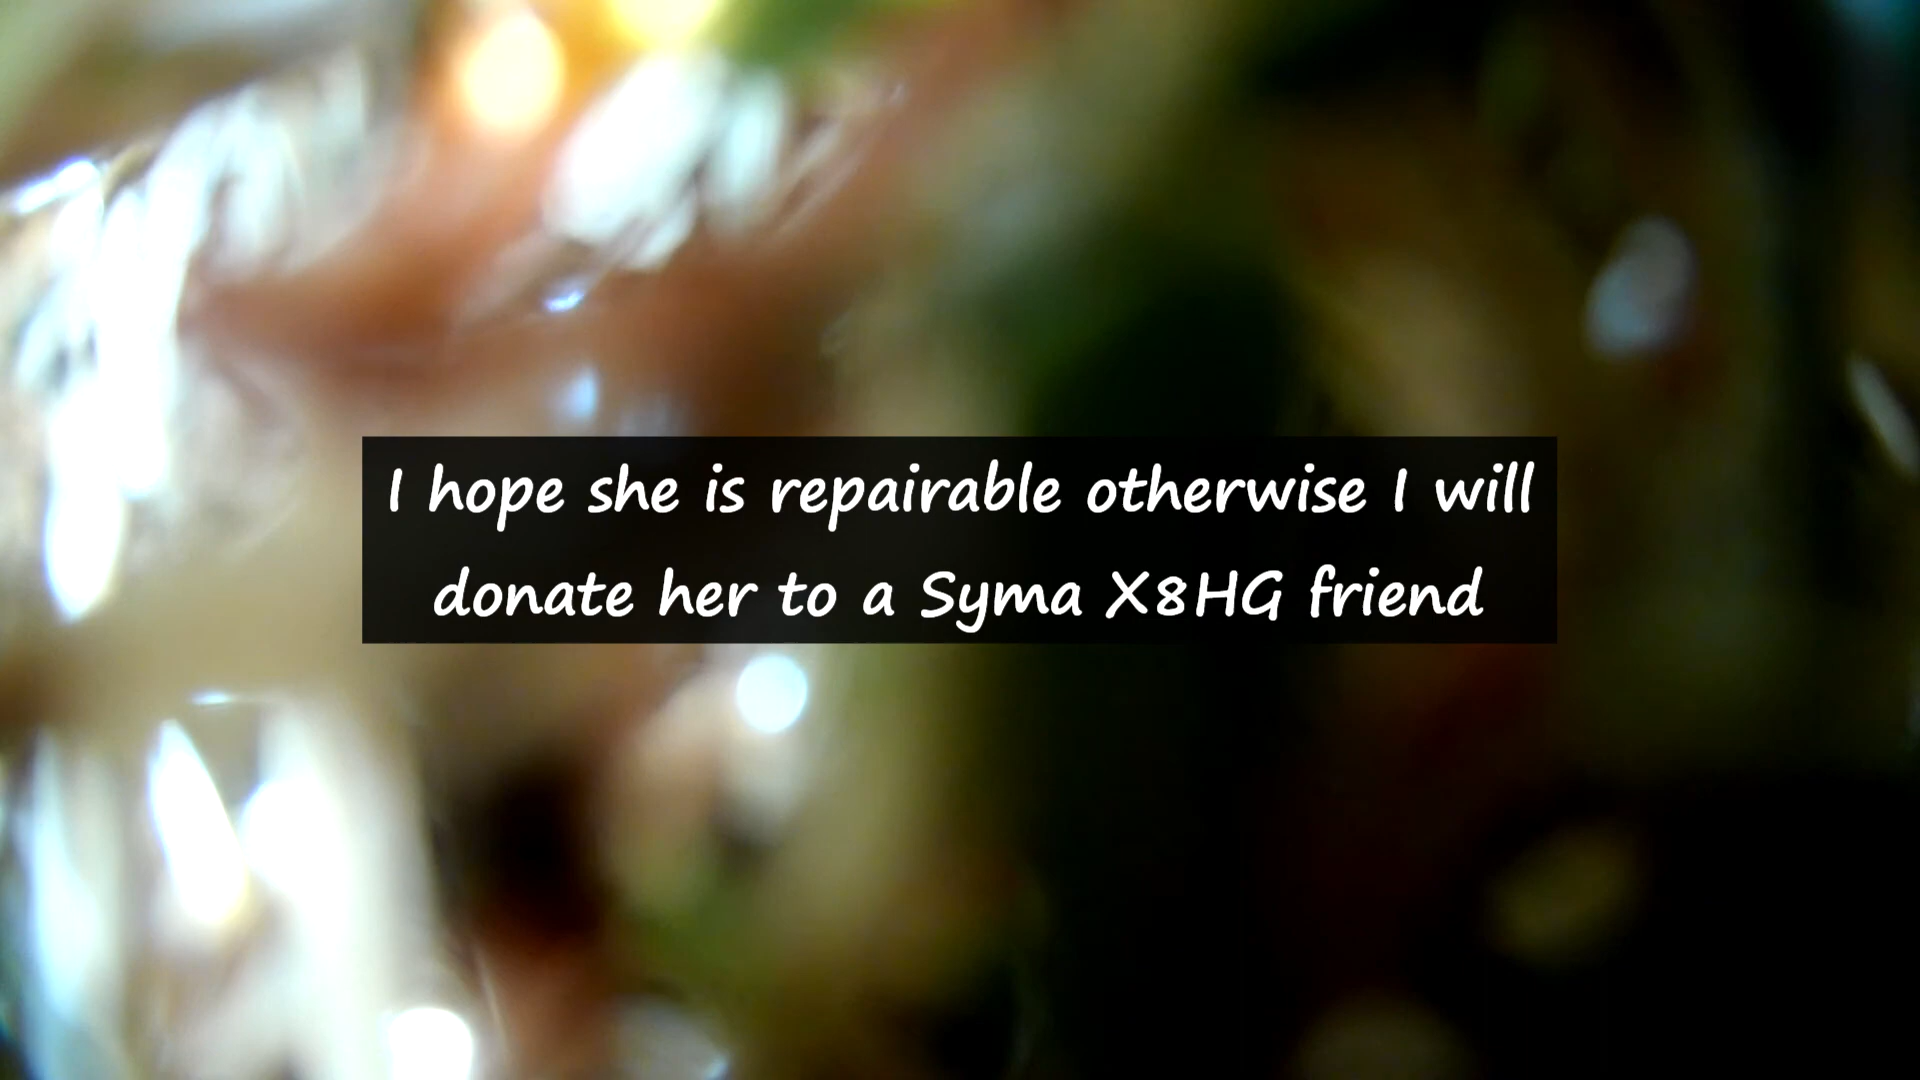 I hope she is repairable otherwise I will
donate her to a Syma X8HG friend